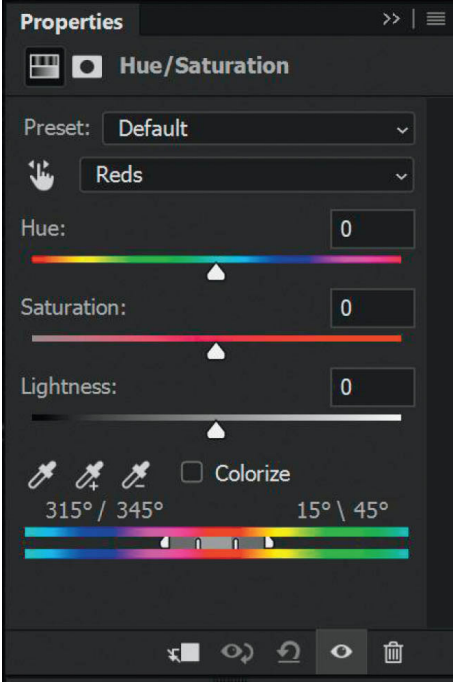 Properties
Hue/Saturation
Preset: Default
Reds
Hue: 0
Saturation: 0
Lightness: 0
Colorize
315°/ 345° 15°\ 45°